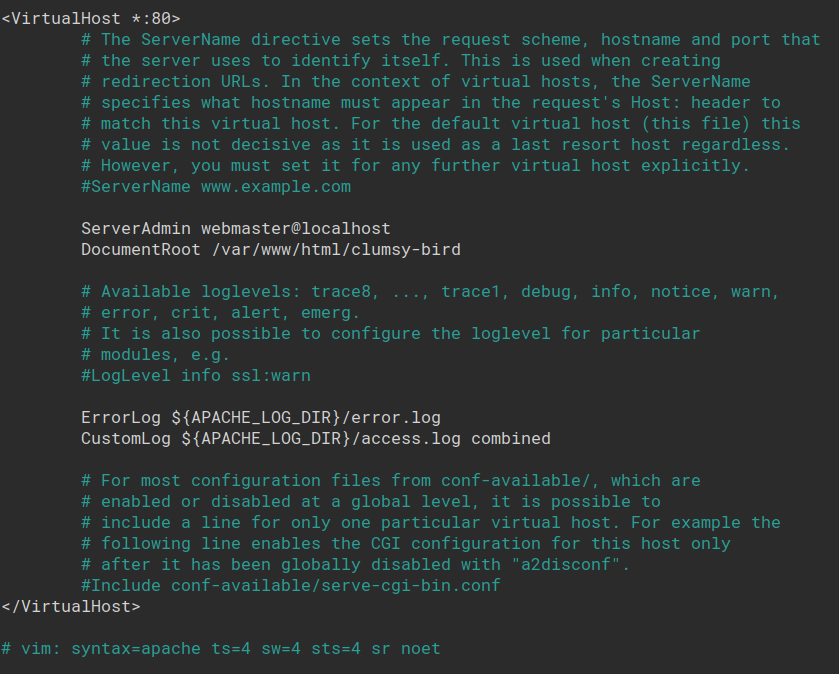 <VirtualHost *:80>
# The ServerName directive sets the request scheme, hostname and port that
# the server uses to identify itself. This is used when creating
# redirection URLs. In the context of virtual hosts, the ServerName
# specifies what hostname must appear in the request's Host: header to
# match this virtual host. For the default virtual host (this file) this
# value is not decisive as it is used as a last resort host regardless.
# However, you must set it for any further virtual host explicitly.
#ServerName www.example.com
ServerAdmin webmaster@localhost
DocumentRoot /var/www/html/clumsy-bird
# Available loglevels: trace8, ..., trace1, debug, info, notice, warn,
# error, crit, alert, emerg.
# It is also possible to configure the loglevel for particular
# modules, e.g.
#LogLevel info ssl:warn
ErrorLog ${APACHE_LOG_DIR}/error.log
CustomLog ${APACHE_LOG_DIR}/access.log combined
# For most configuration files from conf-available/, which are
# enabled or disabled at a global level, it is possible to
# include a line for only one particular virtual host. For example the
# following line enables the CGI configuration for this host only
# after it has been globally disabled with "a2disconf".
#Include conf-available/serve-cgi-bin.conf
</VirtualHost>
# vim: syntax=apache ts=4 sw=4 sts=4 sr noet